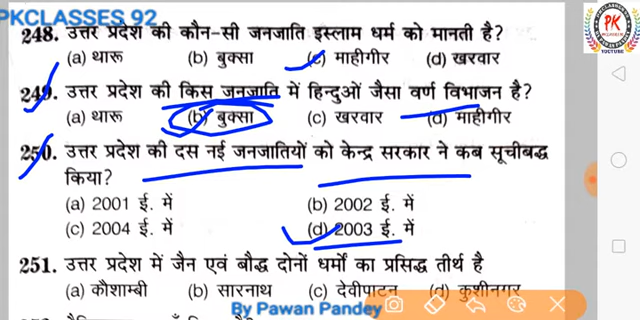 PKCLASSES 92
248. उत्तर प्रदेश की कौन-सी जनजाति इस्लाम धर्म को मानती है?
(a) थारू (b) बुक्सा (c) माहीगीर (d) खरवार
249. उत्तर प्रदेश की किस जनजाति में हिन्दुओं जैसा वर्ण विभाजन है?
(a) थारू (b) बुक्सा (c) खरवार (d) माहीगीर
250. उत्तर प्रदेश की दस नई जनजातियों को केन्द्र सरकार ने कब सूचीबद्ध
किया?
(a) 2001 ई. में (b) 2002 ई. में
(c) 2004 ई. में (d) 2003 ई. में
251. उत्तर प्रदेश में जैन एवं बौद्ध दोनों धर्मों का प्रसिद्ध तीर्थ है
(a) कौशाम्बी (b) सारनाथ (c) देवीपाटन (d) कुशीनगर
By Pawan Pandey
PK
YOUTUBE